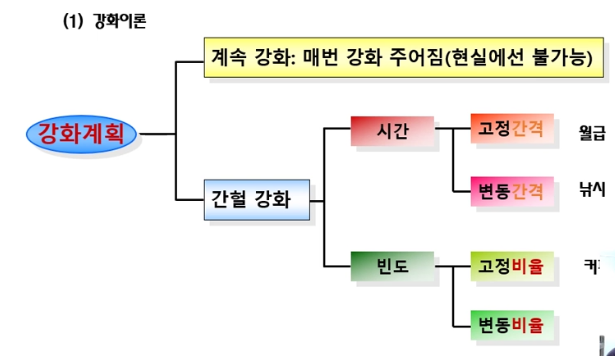 (1) 강화이론
계속 강화: 매번 강화 주어짐(현실에선 불가능)
강화계획
시간
고정간격
월급
간헐 강화
변동간격
낚시
빈도
고정비율
변동비율